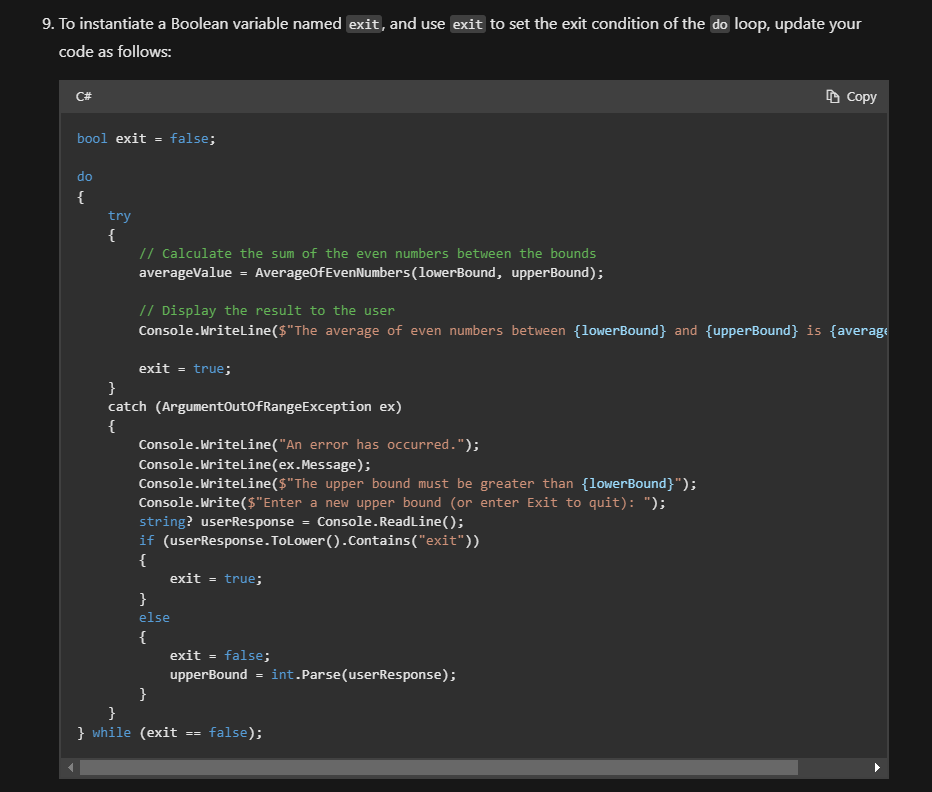 9. To instantiate a Boolean variable named exit, and use exit to set the exit condition of the do loop, update your
code as follows:
C#
Copy
bool exit = false;
do
{
    try
    {
        // Calculate the sum of the even numbers between the bounds
        averageValue = AverageOfEvenNumbers(lowerBound, upperBound);
        // Display the result to the user
        Console.WriteLine($"The average of even numbers between {lowerBound} and {upperBound} is {average
        exit = true;
    }
    catch (ArgumentOutOfRangeException ex)
    {
        Console.WriteLine("An error has occurred.");
        Console.WriteLine(ex.Message);
        Console.WriteLine($"The upper bound must be greater than {lowerBound}");
        Console.Write($"Enter a new upper bound (or enter Exit to quit): ");
        string? userResponse = Console.ReadLine();
        if (userResponse.ToLower().Contains("exit"))
        {
            exit = true;
        }
        else
        {
            exit = false;
            upperBound = int.Parse(userResponse);
        }
    }
} while (exit == false);